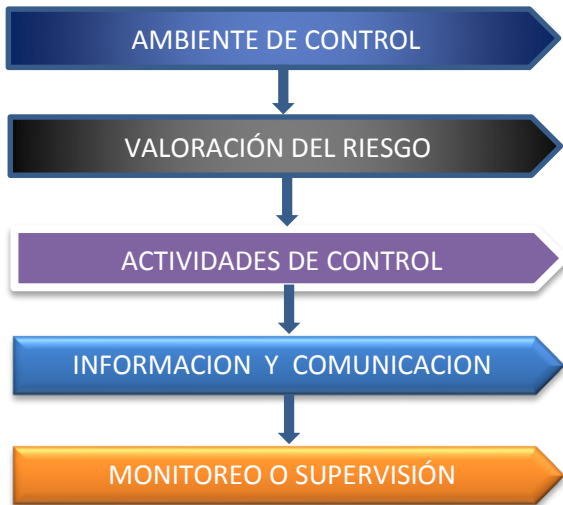 AMBIENTE DE CONTROL
VALORACIÓN DEL RIESGO
ACTIVIDADES DE CONTROL
INFORMACION Y COMUNICACION
MONITOREO O SUPERVISIÓN